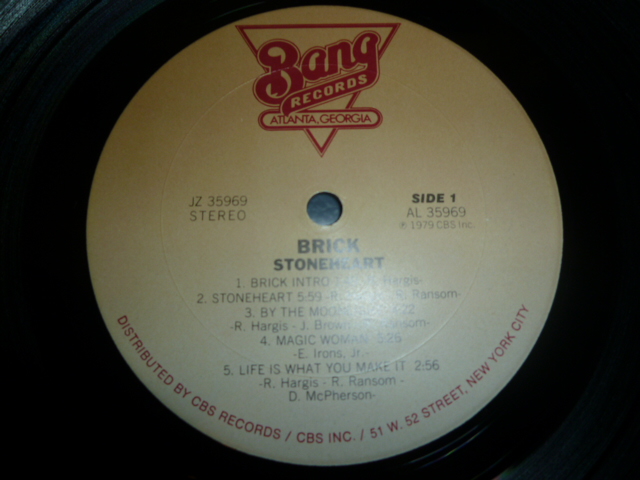 Bang
RECORDS
ATLANTA, GEORGIA
JZ 35969
STEREO
SIDE 1
AL 35969
℗ 1979 CBS Inc.
BRICK
STONEHEART
1. BRICK INTRO Hargis-
2. STONEHEART 5:59 - R. Ransom-
3. BY THE
-R. Hargis - J. Brown
4. MAGIC WOMAN 5:26
-E. Irons, Jr.-
5. LIFE IS WHAT YOU MAKE IT 2:56
-R. Hargis - R. Ransom -
D. McPherson-
DISTRIBUTED BY CBS RECORDS / CBS INC. / 51 W. 52 STREET, NEW YORK CITY